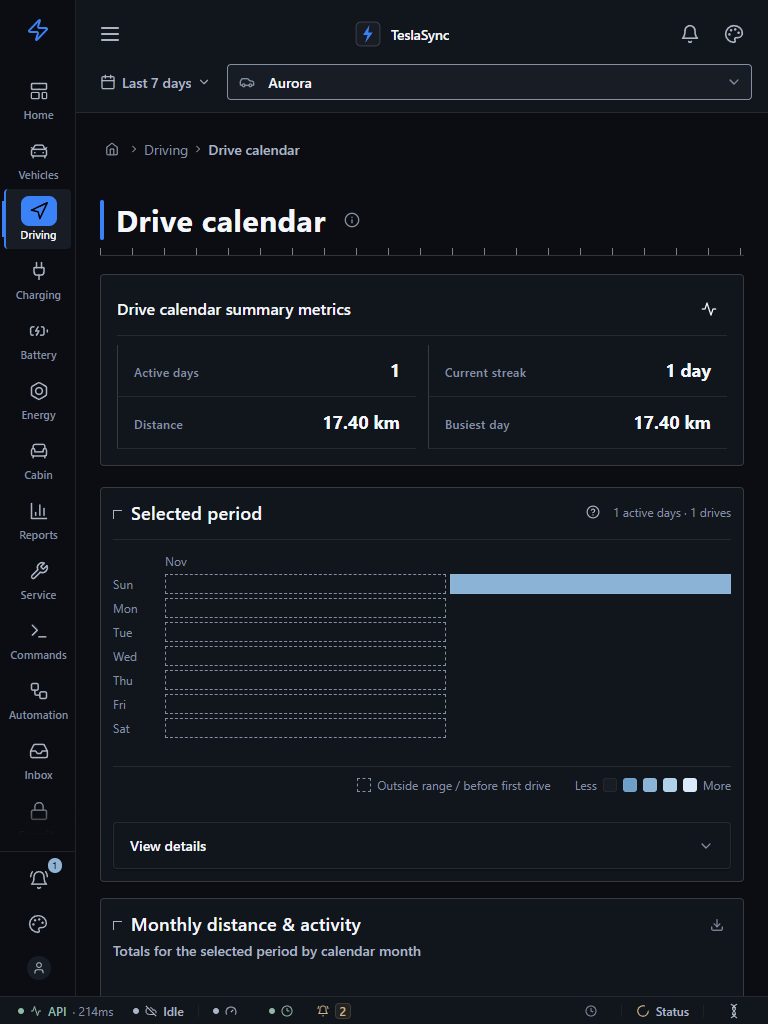 TeslaSync
Last 7 days
Aurora
Home
Vehicles
Driving
Charging
Battery
Energy
Cabin
Reports
Service
Commands
Automation
Inbox
1
Driving
Drive calendar
Drive calendar
Drive calendar summary metrics
Active days 1
Current streak 1 day
Distance 17.40 km
Busiest day 17.40 km
Selected period
1 active days · 1 drives
Nov
Sun
Mon
Tue
Wed
Thu
Fri
Sat
Outside range / before first drive
Less
More
View details
Monthly distance & activity
Totals for the selected period by calendar month
API · 214ms
Idle
2
Status